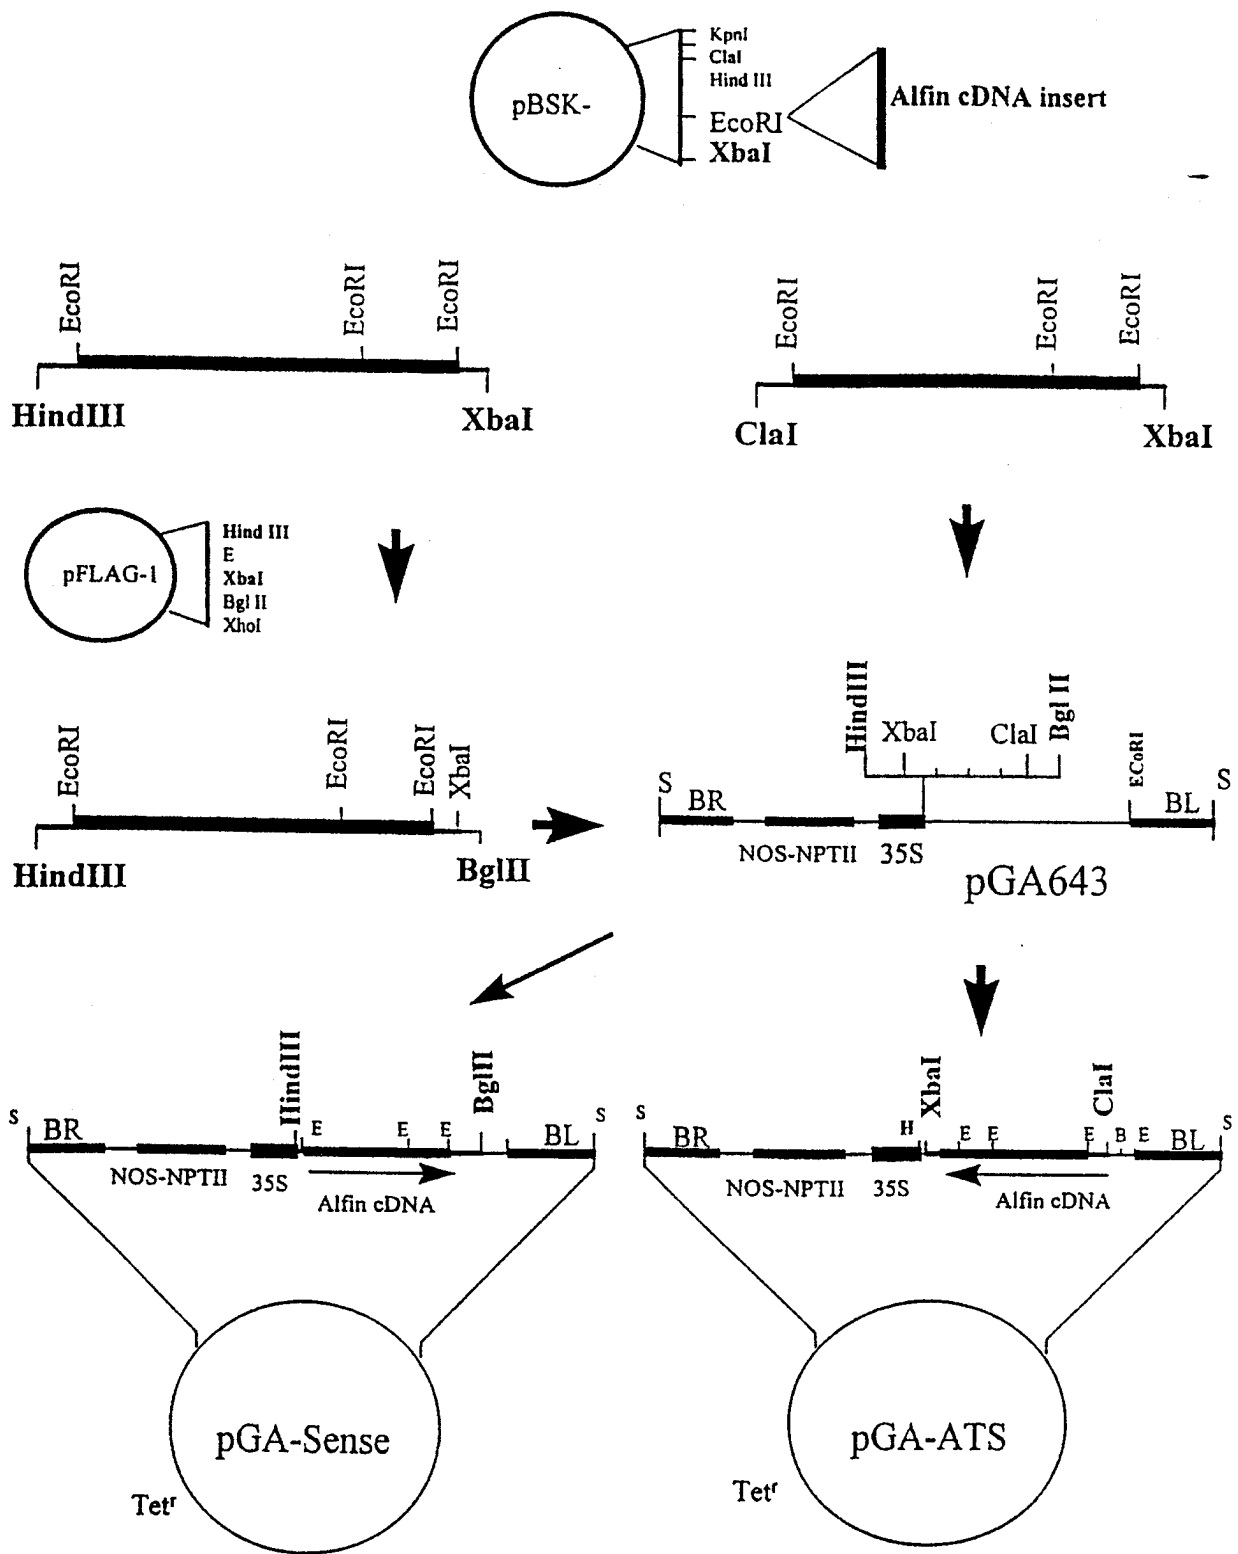 KpnI
ClaI
Hind III
pBSK-
EcoRI
XbaI
Alfin cDNA insert
EcoRI
EcoRI
EcoRI
HindIII
XbaI
EcoRI
EcoRI
EcoRI
ClaI
XbaI
pFLAG-1
Hind III
E
XbaI
Bgl II
XhoI
EcoRI
EcoRI
EcoRI
XbaI
HindIII
BglII
HindIII
XbaI
ClaI
Bgl II
ECoRI
S
BR
BL
S
NOS-NPTII
35S
pGA643
S
BR
HindIII
E
E
E
BglII
BL
S
NOS-NPTII
35S
Alfin cDNA
pGA-Sense
Tetr
S
BR
H
XbaI
E
E
E
ClaI
B
E
BL
S
NOS-NPTII
35S
Alfin cDNA
pGA-ATS
Tetr